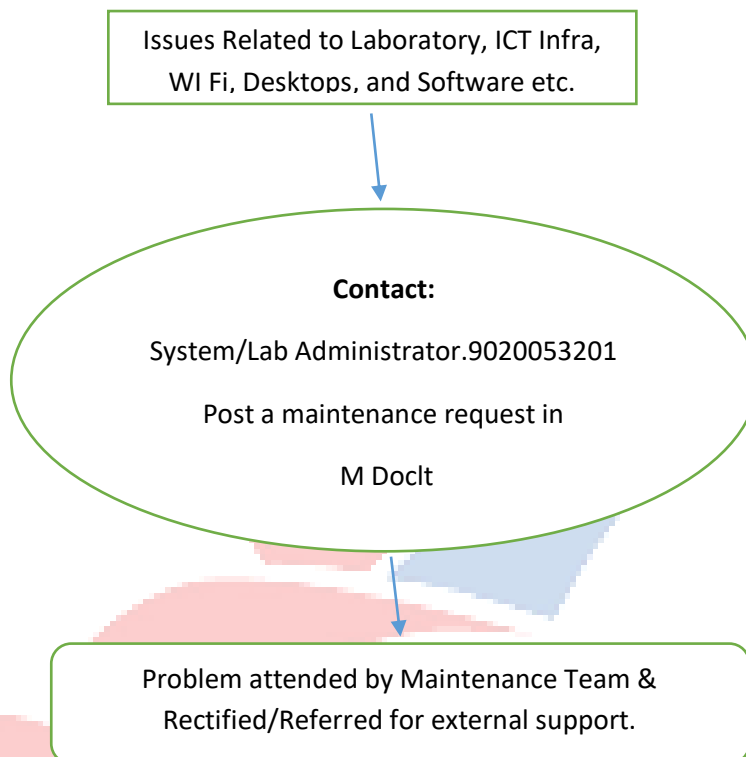 Issues Related to Laboratory, ICT Infra,
WI Fi, Desktops, and Software etc.
Contact:
System/Lab Administrator.9020053201
Post a maintenance request in
M Doclt
Problem attended by Maintenance Team &
Rectified/Referred for external support.